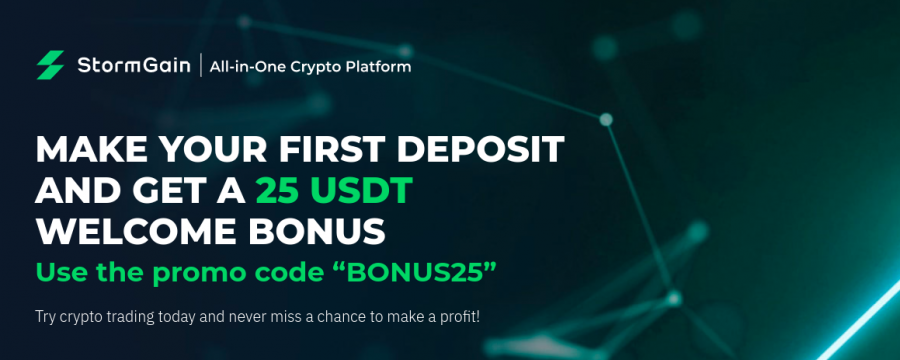 StormGain | All-in-One Crypto Platform
MAKE YOUR FIRST DEPOSIT
AND GET A 25 USDT
WELCOME BONUS
Use the promo code “BONUS25”
Try crypto trading today and never miss a chance to make a profit!